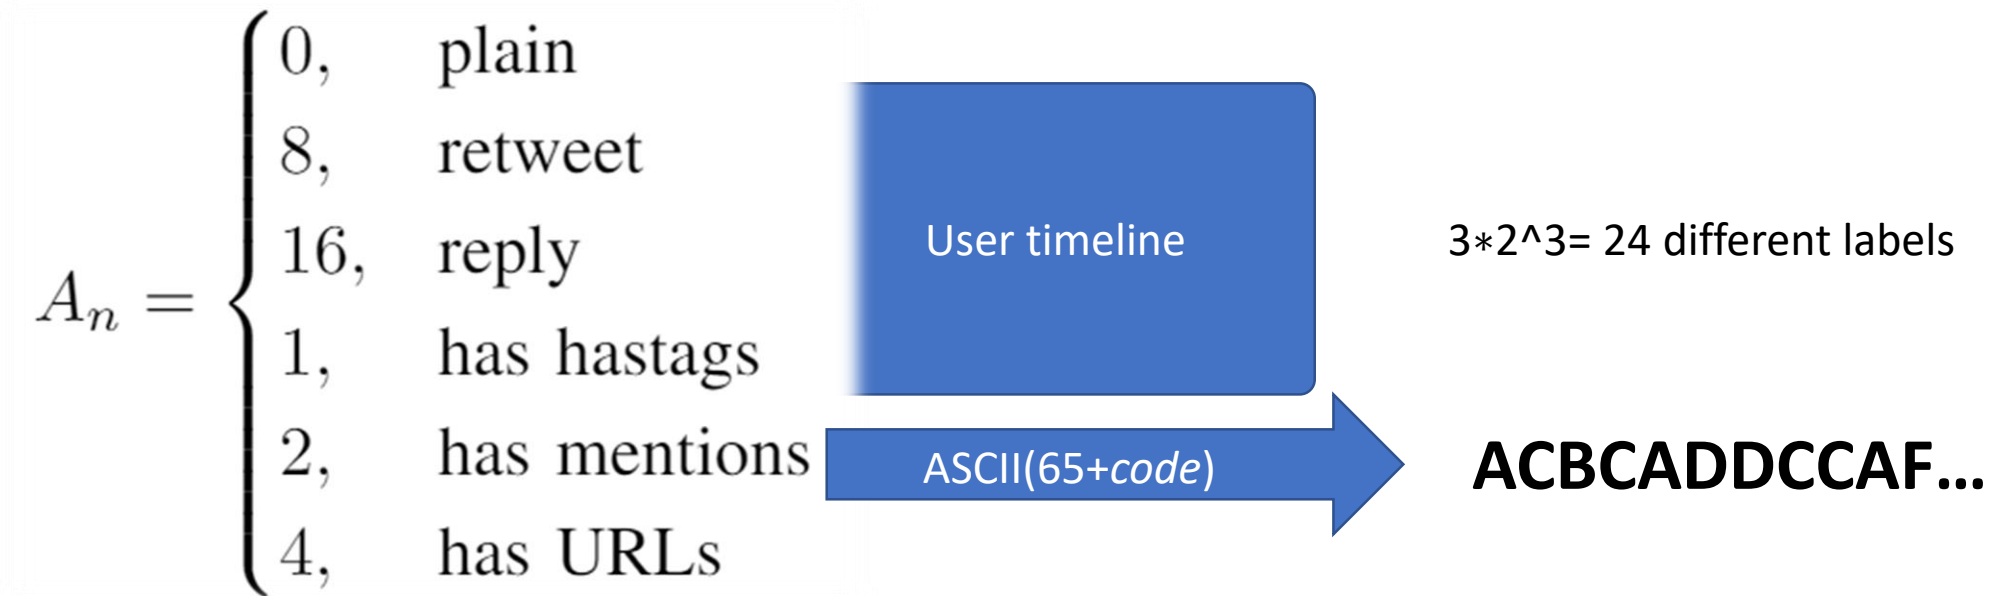 A_n =
0, plain
8, retweet
16, reply
1, has hastags
2, has mentions
4, has URLs
User timeline
ASCII(65+code)
3*2^3= 24 different labels
ACBCADDCCAF...